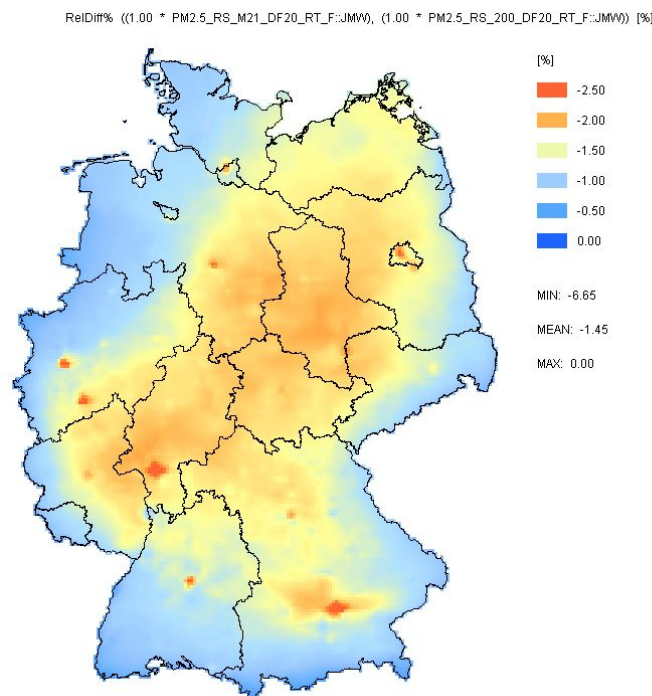 RelDiff% ((1.00 * PM2.5_RS_M21_DF20_RT_F::JMW), (1.00 * PM2.5_RS_200_DF20_RT_F::JMW)) [%]
[%]
-2.50
-2.00
-1.50
-1.00
-0.50
0.00
MIN: -6.65
MEAN: -1.45
MAX: 0.00